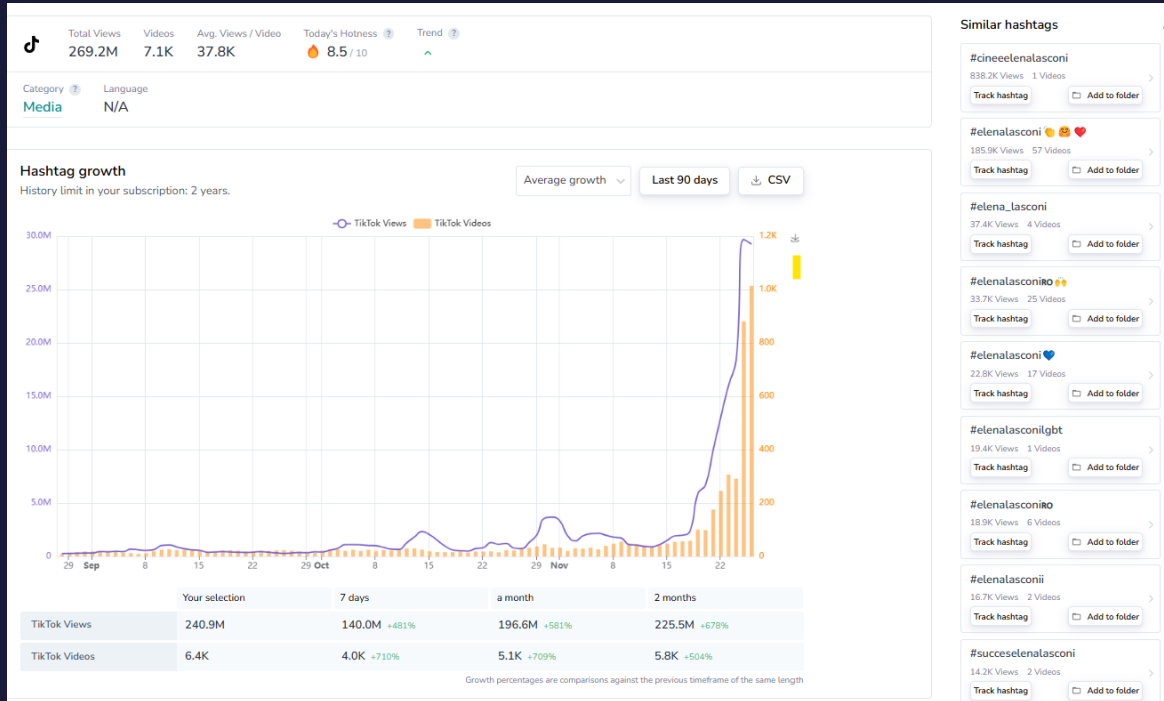 Total Views Videos Avg. Views / Video Today's Hotness ? Trend ?
269.2M 7.1K 37.8K 8.5 / 10
Category ? Language
Media N/A
Hashtag growth
History limit in your subscription: 2 years.
Average growth Last 90 days CSV
TikTok Views TikTok Videos
30.0M 1.2K
25.0M 1.0K
20.0M 800
15.0M 600
10.0M 400
5.0M 200
0 0
29 Sep 8 15 22 29 Oct 8 15 22 29 Nov 8 15 22
Your selection 7 days a month 2 months
TikTok Views 240.9M 140.0M +481% 196.6M +581% 225.5M +678%
TikTok Videos 6.4K 4.0K +710% 5.1K +709% 5.8K +504%
Growth percentages are comparisons against the previous timeframe of the same length
Similar hashtags
#cineeelenalasconi
838.2K Views 1 Videos
Track hashtag Add to folder
#elenalasconi👏🤗❤️
185.9K Views 57 Videos
Track hashtag Add to folder
#elena_lasconi
37.4K Views 4 Videos
Track hashtag Add to folder
#elenalasconi🇷🇴🙌
33.7K Views 25 Videos
Track hashtag Add to folder
#elenalasconi💙
22.8K Views 17 Videos
Track hashtag Add to folder
#elenalasconilgbt
19.4K Views 1 Videos
Track hashtag Add to folder
#elenalasconi🇷🇴
18.9K Views 6 Videos
Track hashtag Add to folder
#elenalasconii
16.7K Views 2 Videos
Track hashtag Add to folder
#succeselenalasconi
14.2K Views 2 Videos
Track hashtag Add to folder